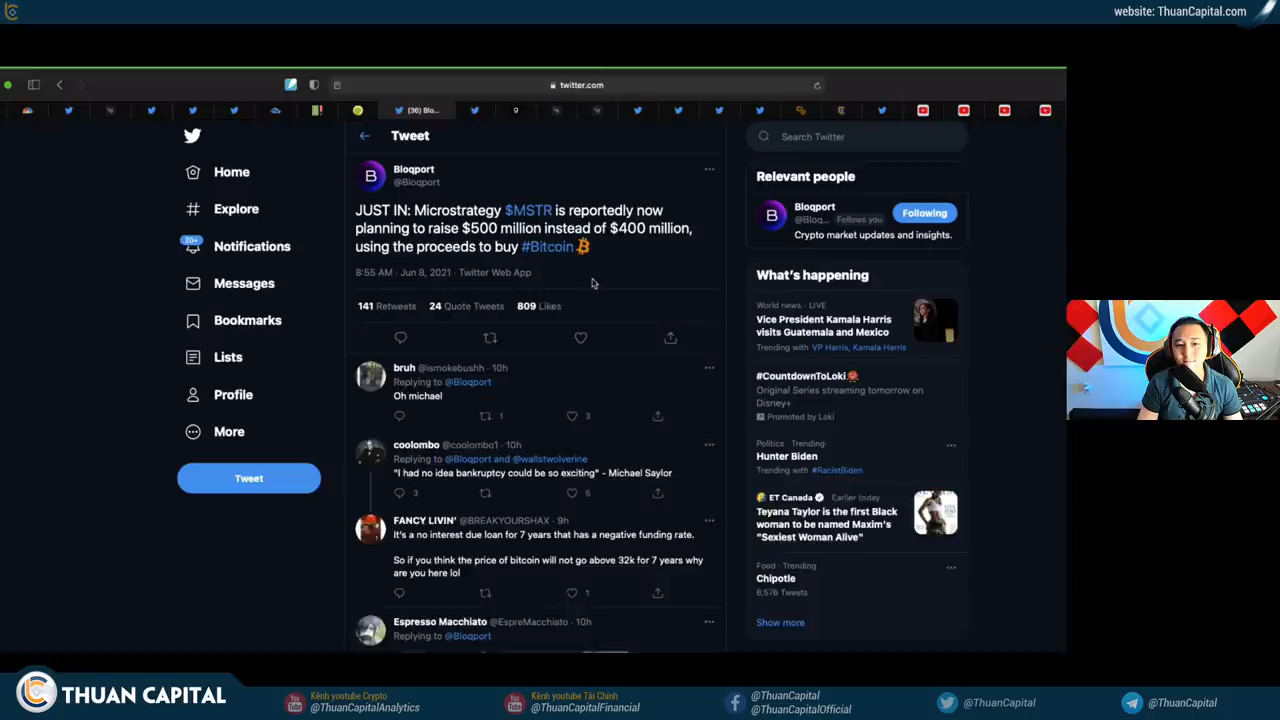 website: ThuanCapital.com
twitter.com
(36) Blo...
Tweet
Search Twitter
Home
Explore
20+
Notifications
Messages
Bookmarks
Lists
Profile
More
Tweet
Bloqport
@Bloqport
JUST IN: Microstrategy $MSTR is reportedly now
planning to raise $500 million instead of $400 million,
using the proceeds to buy #Bitcoin
8:55 AM · Jun 8, 2021 · Twitter Web App
141 Retweets 24 Quote Tweets 809 Likes
bruh @ismokebushh · 10h
Replying to @Bloqport
Oh michael
1 3
coolombo @coolombo1 · 10h
Replying to @Bloqport and @wallstwolverine
"I had no idea bankruptcy could be so exciting" - Michael Saylor
3 6
FANCY LIVIN' @BREAKYOURSHAX · 9h
It's a no interest due loan for 7 years that has a negative funding rate.
So if you think the price of bitcoin will not go above 32k for 7 years why
are you here lol
1
Espresso Macchiato @EspreMacchiato · 10h
Replying to @Bloqport
Relevant people
Bloqport
@Bloq... Follows you
Following
Crypto market updates and insights.
What's happening
World news · LIVE
Vice President Kamala Harris
visits Guatemala and Mexico
Trending with VP Harris, Kamala Harris
#CountdownToLoki
Original Series streaming tomorrow on
Disney+
Promoted by Loki
Politics · Trending
Hunter Biden
Trending with #RacistBiden
ET Canada Earlier today
Teyana Taylor is the first Black
woman to be named Maxim's
"Sexiest Woman Alive"
Food · Trending
Chipotle
6,576 Tweets
Show more
THUAN CAPITAL
Kênh youtube Crypto
@ThuanCapitalAnalytics
Kênh youtube Tài Chính
@ThuanCapitalFinancial
@ThuanCapital
@ThuanCapitalOfficial
@ThuanCapital
@ThuanCapital